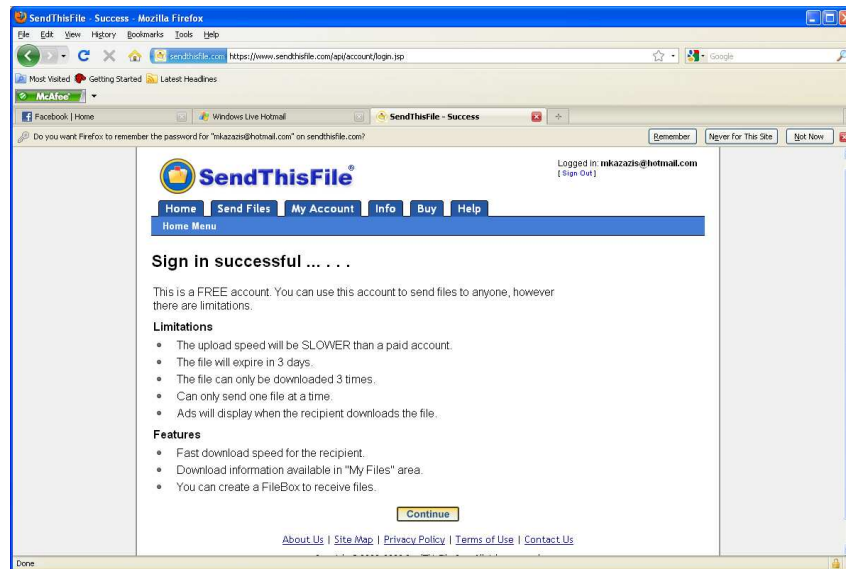 SendThisFile - Success - Mozilla Firefox
File Edit View History Bookmarks Tools Help
sendthisfile.com https://www.sendthisfile.com/api/account/login.jsp
Google
Most Visited Getting Started Latest Headlines
McAfee
Facebook | Home
Windows Live Hotmail
SendThisFile - Success
Do you want Firefox to remember the password for "mkazazis@hotmail.com" on sendthisfile.com?
Remember
Never for This Site
Not Now
SendThisFile®
Logged in: mkazazis@hotmail.com
[ Sign Out ]
Home Send Files My Account Info Buy Help
Home Menu
Sign in successful ... . . .
This is a FREE account. You can use this account to send files to anyone, however
there are limitations.
Limitations
The upload speed will be SLOWER than a paid account.
The file will expire in 3 days.
The file can only be downloaded 3 times.
Can only send one file at a time.
Ads will display when the recipient downloads the file.
Features
Fast download speed for the recipient.
Download information available in "My Files" area.
You can create a FileBox to receive files.
Continue
About Us | Site Map | Privacy Policy | Terms of Use | Contact Us
Done